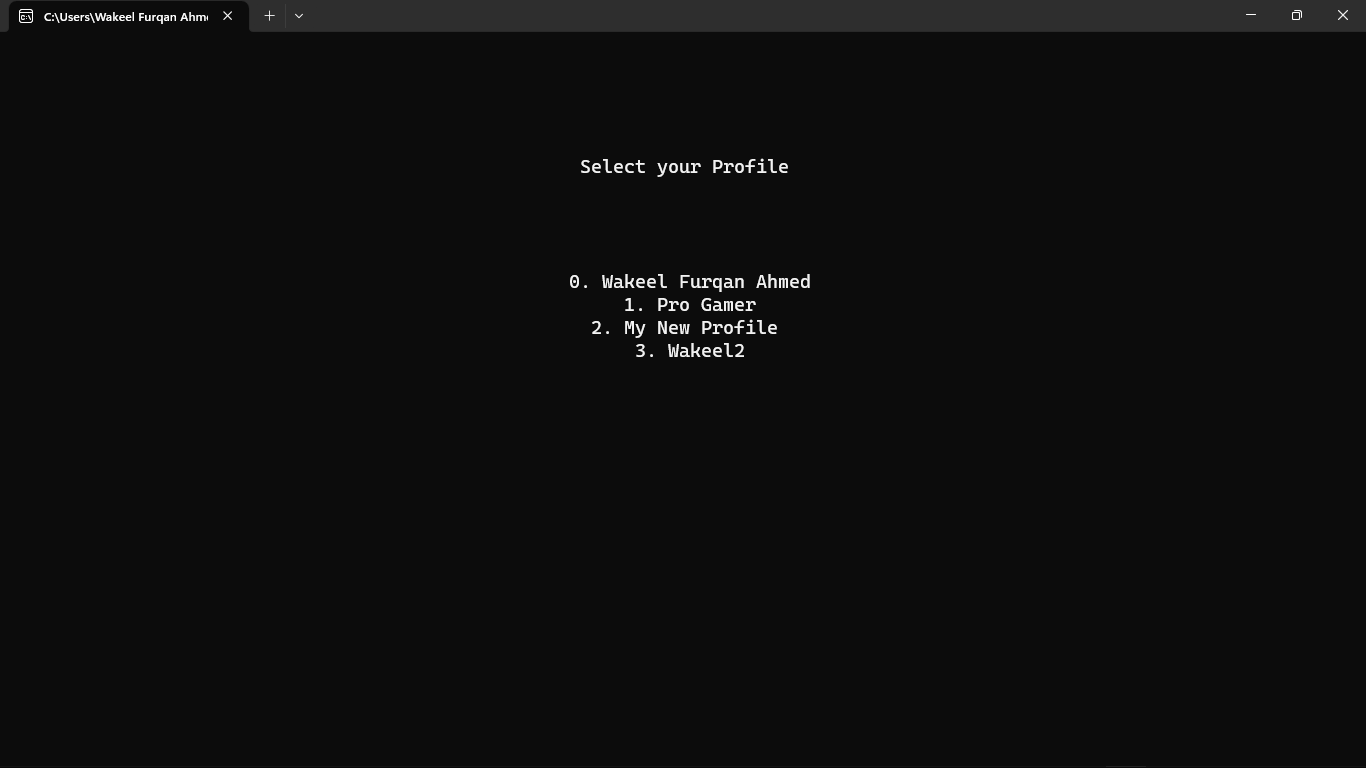 C:\Users\Wakeel Furqan Ahm
Select your Profile
0. Wakeel Furqan Ahmed
1. Pro Gamer
2. My New Profile
3. Wakeel2